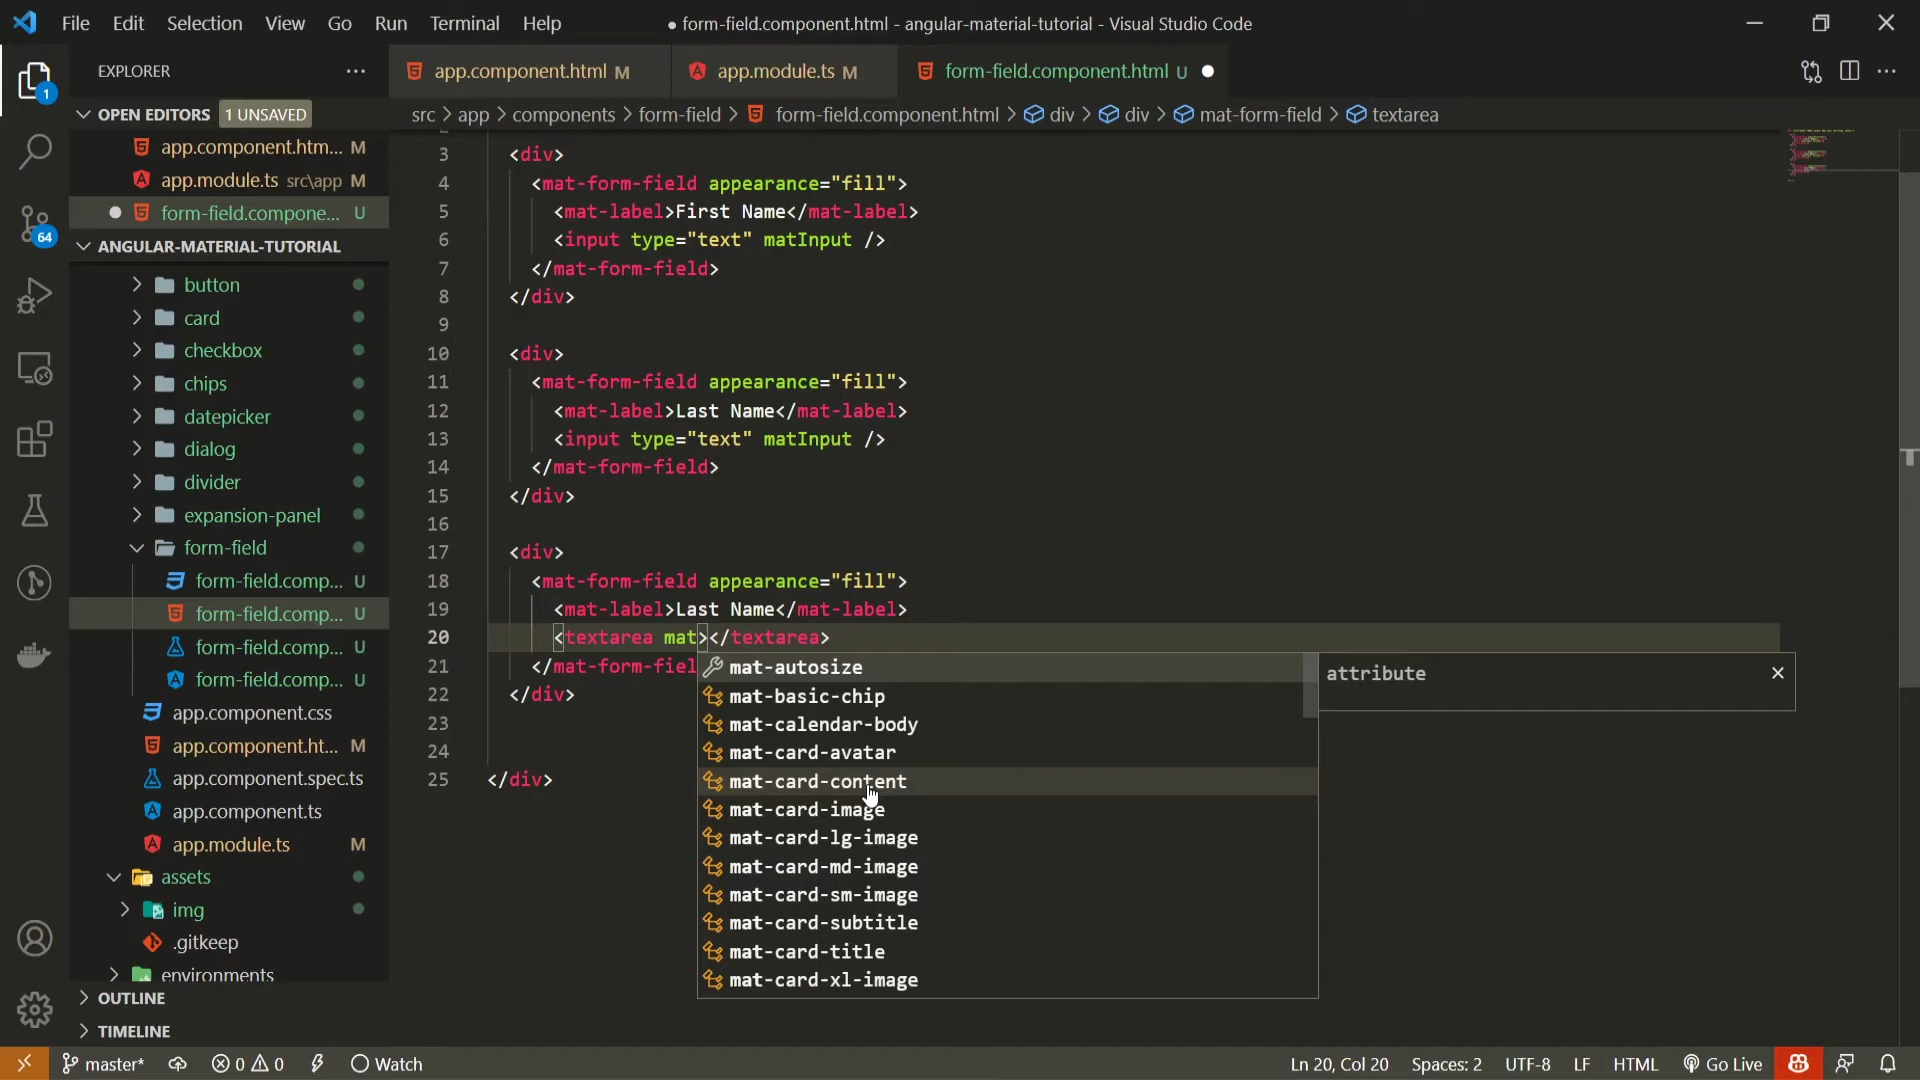 File Edit Selection View Go Run Terminal Help
● form-field.component.html - angular-material-tutorial - Visual Studio Code
EXPLORER
app.component.html M
app.module.ts M
form-field.component.html U
OPEN EDITORS 1 UNSAVED
src > app > components > form-field > form-field.component.html > div > div > mat-form-field > textarea
app.component.htm... M
app.module.ts src\app M
form-field.compone... U
ANGULAR-MATERIAL-TUTORIAL
button
card
checkbox
chips
datepicker
dialog
divider
expansion-panel
form-field
form-field.comp... U
form-field.comp... U
form-field.comp... U
form-field.comp... U
app.component.css
app.component.ht... M
app.component.spec.ts
app.component.ts
app.module.ts M
assets
img
.gitkeep
environments
OUTLINE
TIMELINE
1
64
3 <div>
4 <mat-form-field appearance="fill">
5 <mat-label>First Name</mat-label>
6 <input type="text" matInput />
7 </mat-form-field>
8 </div>
9
10 <div>
11 <mat-form-field appearance="fill">
12 <mat-label>Last Name</mat-label>
13 <input type="text" matInput />
14 </mat-form-field>
15 </div>
16
17 <div>
18 <mat-form-field appearance="fill">
19 <mat-label>Last Name</mat-label>
20 <textarea mat></textarea>
21 </mat-form-fiel
22 </div>
23
24
25 </div>
mat-autosize
mat-basic-chip
mat-calendar-body
mat-card-avatar
mat-card-content
mat-card-image
mat-card-lg-image
mat-card-md-image
mat-card-sm-image
mat-card-subtitle
mat-card-title
mat-card-xl-image
attribute
master* 0 0 Watch
Ln 20, Col 20 Spaces: 2 UTF-8 LF HTML Go Live